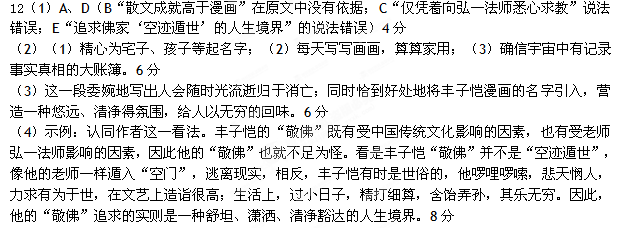 12（1）A、D（B“散文成就高于漫画”在原文中没有依据；C“仅凭着向弘一法师悉心求教”说法
错误；E“追求佛家‘空迹遁世’的人生境界”的说法错误）4分
（2）（1）精心为宅子、孩子等起名字；（2）每天写写画画，算算家用；（3）确信宇宙中有记录
事实真相的大账簿。6分
（3）这一段委婉地写出人会随时光流逝归于消亡；同时恰到好处地将丰子恺漫画的名字引入，营
造一种悠远、清净得氛围，给人以无穷的回味。6分
（4）示例：认同作者这一看法。丰子恺的“敬佛”既有受中国传统文化影响的因素，也有受老师
弘一法师影响的因素，因此他的“敬佛”也就不足为怪。看是丰子恺“敬佛”并不是“空迹遁世”，
像他的老师一样遁入“空门”，逃离现实，相反，丰子恺有时是世俗的，他啰哩啰嗦，悲天悯人，
力求有为于世，在文艺上造诣很高；生活上，过小日子，精打细算，含饴弄孙，其乐无穷。因此，
他的“敬佛”追求的实则是一种舒坦、潇洒、清净豁达的人生境界。8分